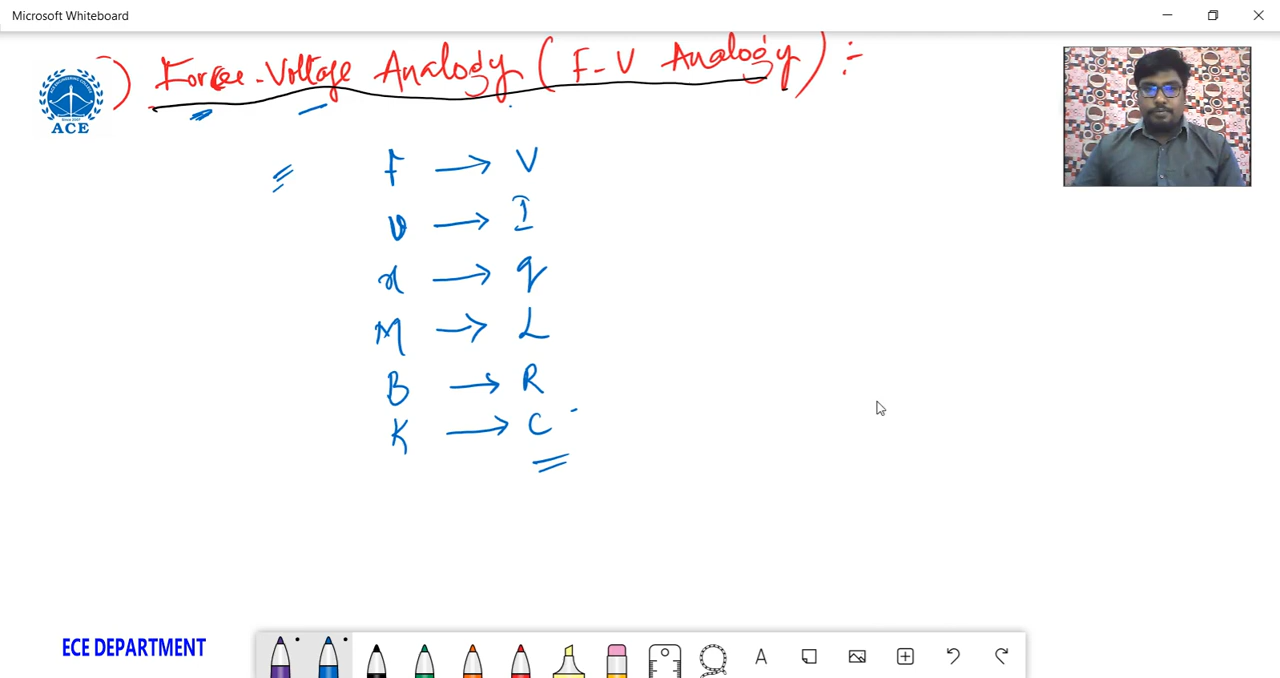 Microsoft Whiteboard
) Force-Voltage Analogy (F-V Analogy) :-
ACE
F → V
v → I
x → q
M → L
B → R
K → C
ECE DEPARTMENT
A